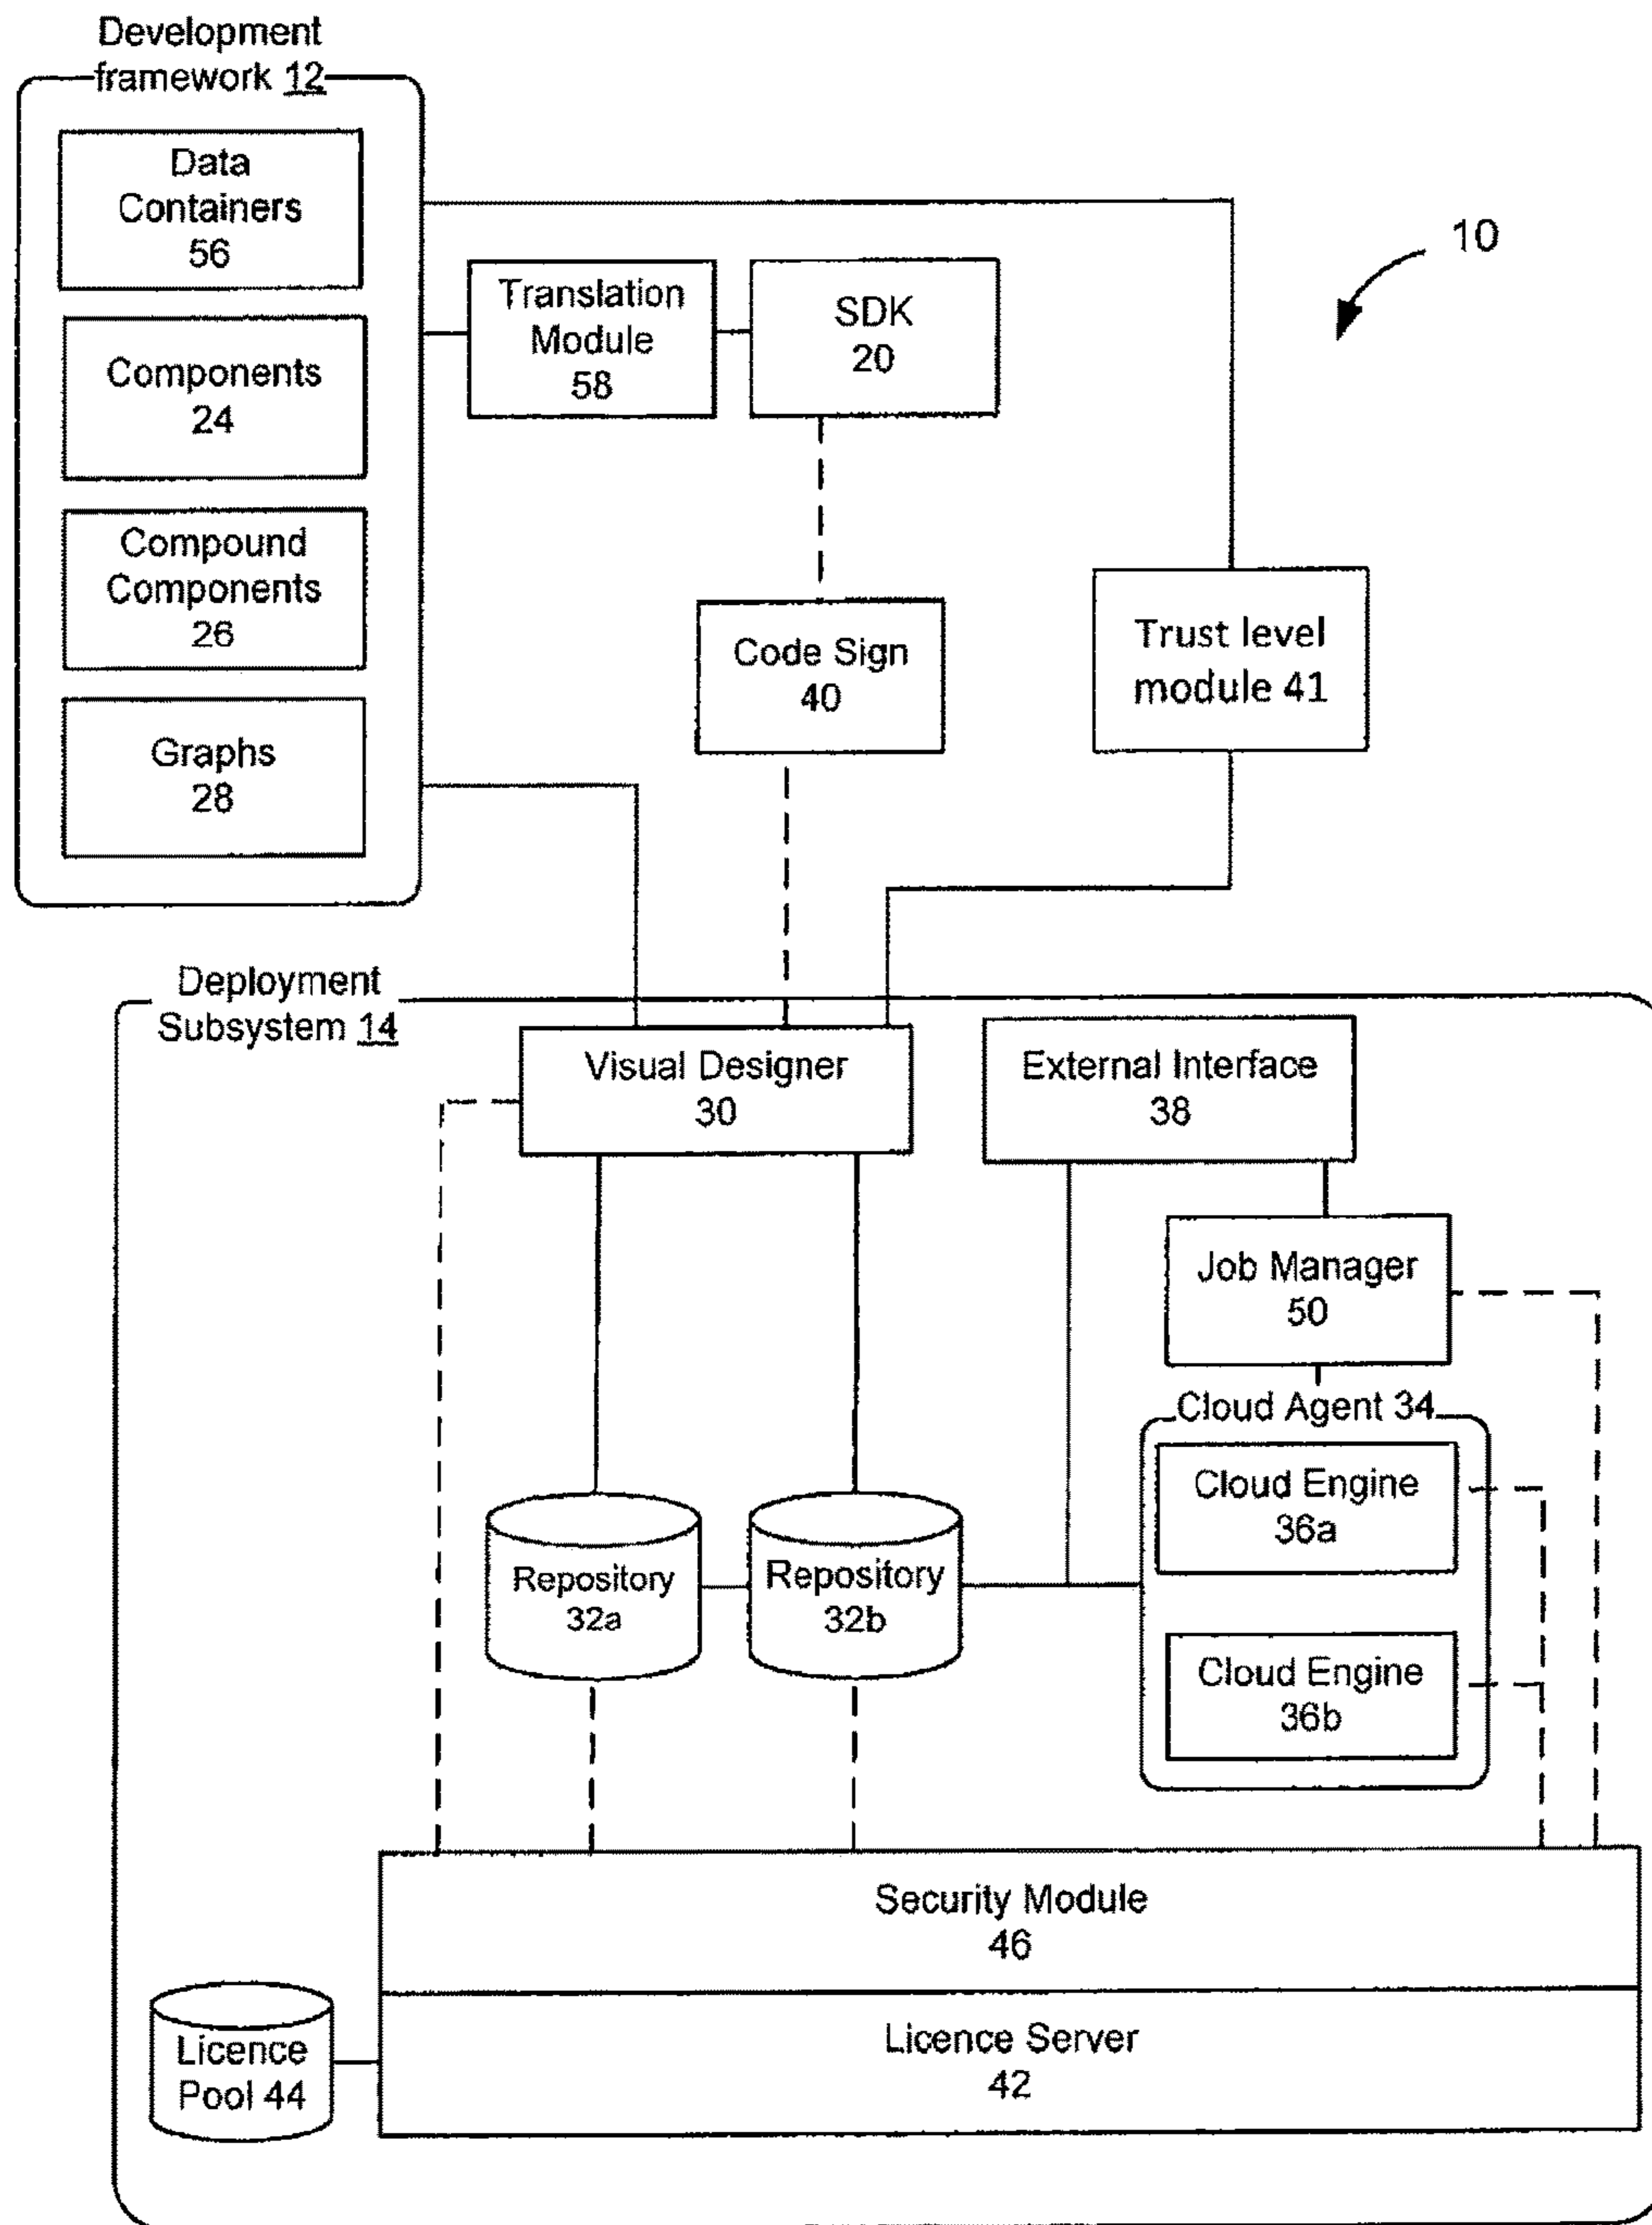 Development
framework 12
Data
Containers
56
Components
24
Compound
Components
26
Graphs
28
Translation
Module
58
SDK
20
10
Code Sign
40
Trust level
module 41
Deployment
Subsystem 14
Visual Designer
30
External Interface
38
Job Manager
50
Cloud Agent 34
Cloud Engine
36a
Cloud Engine
36b
Repository
32a
Repository
32b
Security Module
46
Licence Server
42
Licence
Pool 44